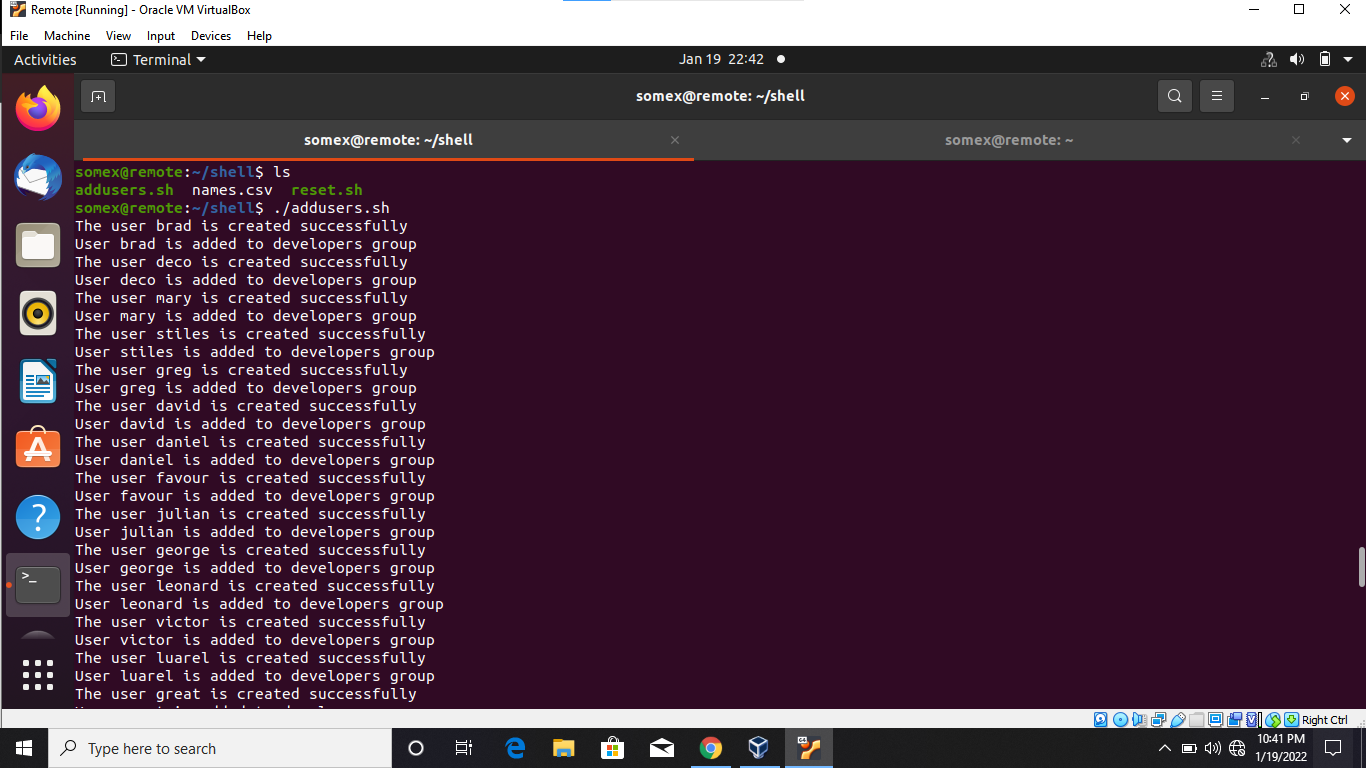 Remote [Running] - Oracle VM VirtualBox
File Machine View Input Devices Help
Activities Terminal Jan 19 22:42
somex@remote: ~/shell
somex@remote: ~/shell somex@remote: ~
somex@remote:~/shell$ ls
addusers.sh names.csv reset.sh
somex@remote:~/shell$ ./addusers.sh
The user brad is created successfully
User brad is added to developers group
The user deco is created successfully
User deco is added to developers group
The user mary is created successfully
User mary is added to developers group
The user stiles is created successfully
User stiles is added to developers group
The user greg is created successfully
User greg is added to developers group
The user david is created successfully
User david is added to developers group
The user daniel is created successfully
User daniel is added to developers group
The user favour is created successfully
User favour is added to developers group
The user julian is created successfully
User julian is added to developers group
The user george is created successfully
User george is added to developers group
The user leonard is created successfully
User leonard is added to developers group
The user victor is created successfully
User victor is added to developers group
The user luarel is created successfully
User luarel is added to developers group
The user great is created successfully
Right Ctrl
Type here to search
10:41 PM
1/19/2022